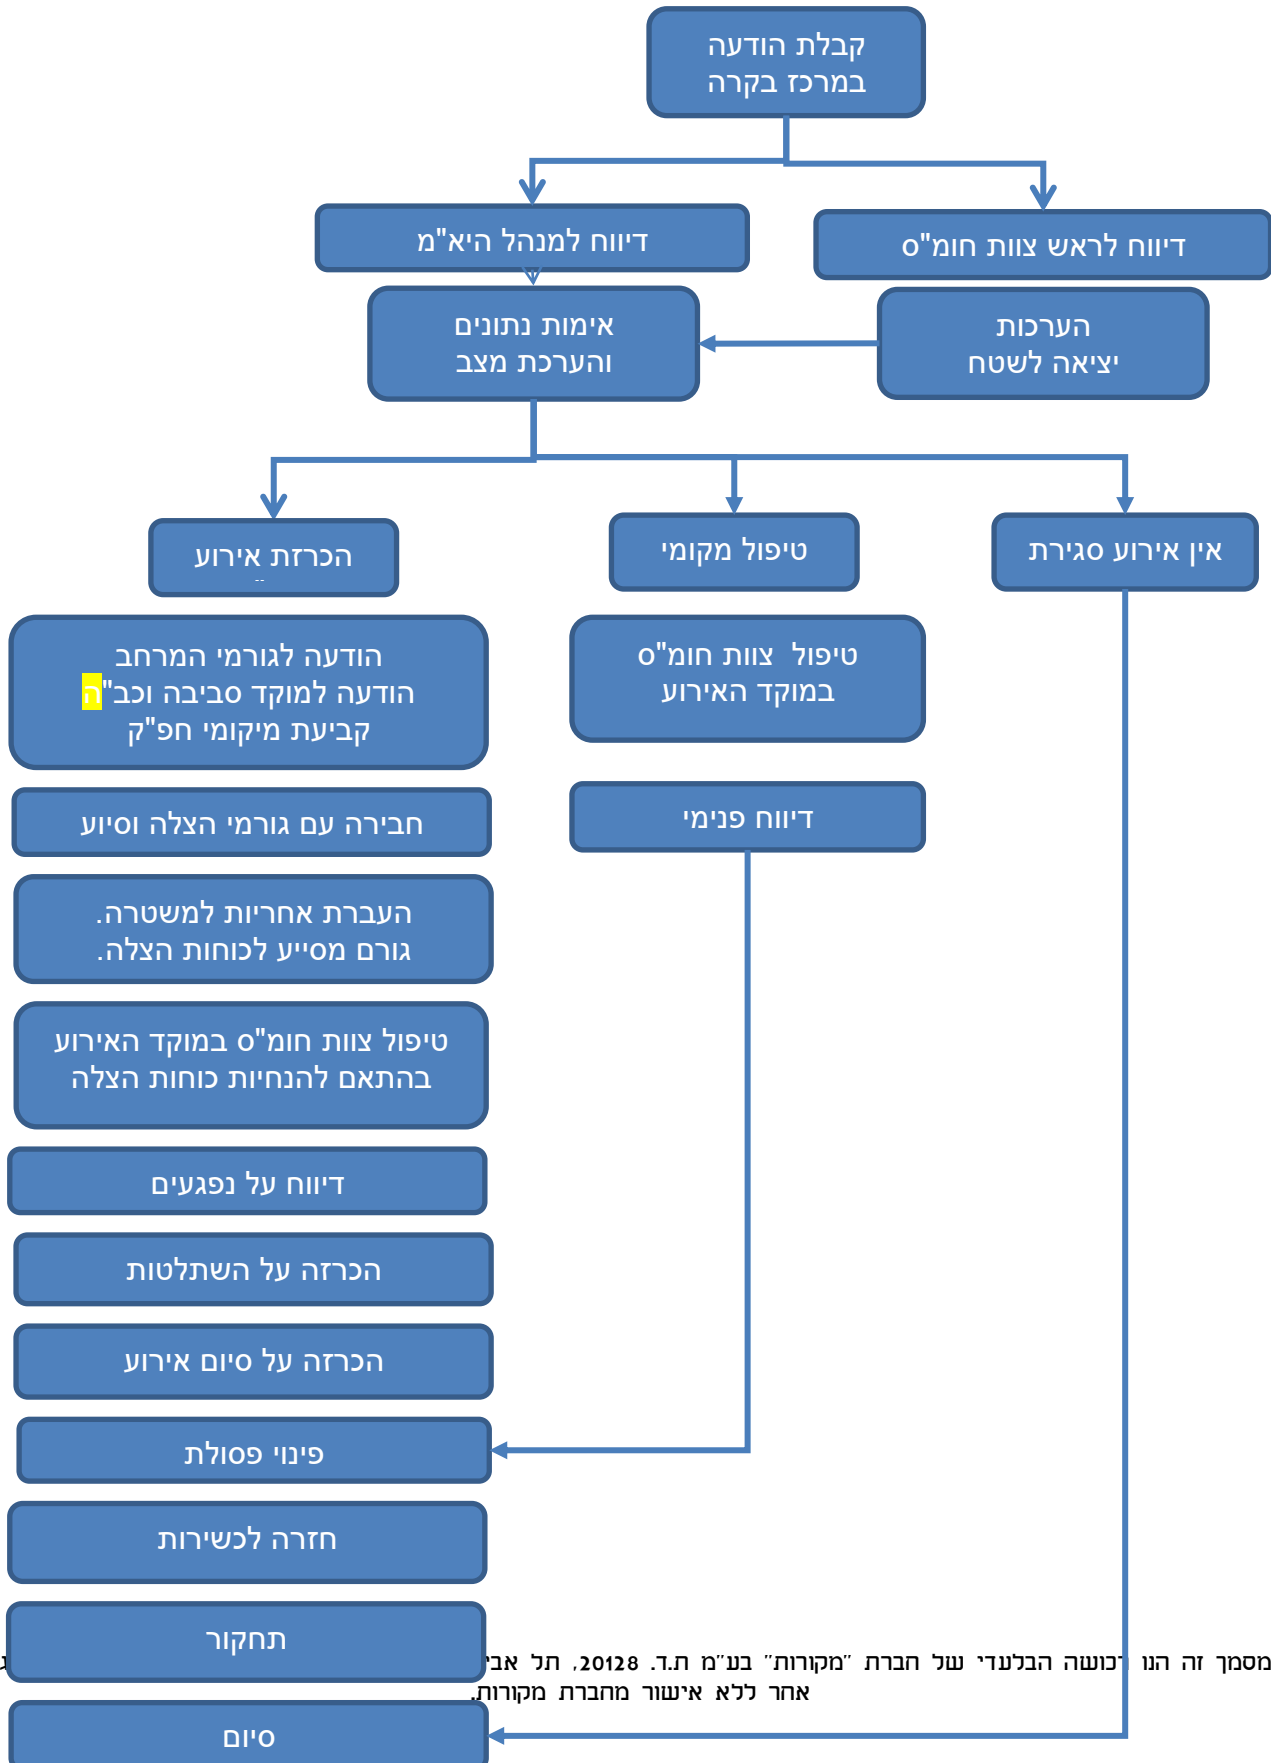 קבלת הודעה
במרכז בקרה
דיווח לראש צוות חומ"ס
דיווח למנהל היא"מ
הערכות
יציאה לשטח
אימות נתונים
והערכת מצב
אין אירוע סגירת
טיפול מקומי
הכרזת אירוע
טיפול צוות חומ"ס
במוקד האירוע
הודעה לגורמי המרחב
הודעה למוקד סביבה וכב"ה
קביעת מיקומי חפ"ק
דיווח פנימי
חבירה עם גורמי הצלה וסיוע
העברת אחריות למשטרה.
גורם מסייע לכוחות הצלה.
טיפול צוות חומ"ס במוקד האירוע
בהתאם להנחיות כוחות הצלה
דיווח על נפגעים
הכרזה על השתלטות
הכרזה על סיום אירוע
פינוי פסולת
חזרה לכשירות
תחקור
מסמך זה הנו רכושה הבלעדי של חברת "מקורות" בע"מ ת.ד. 20128, תל אבי
אחר ללא אישור מחברת מקורות.
סיום